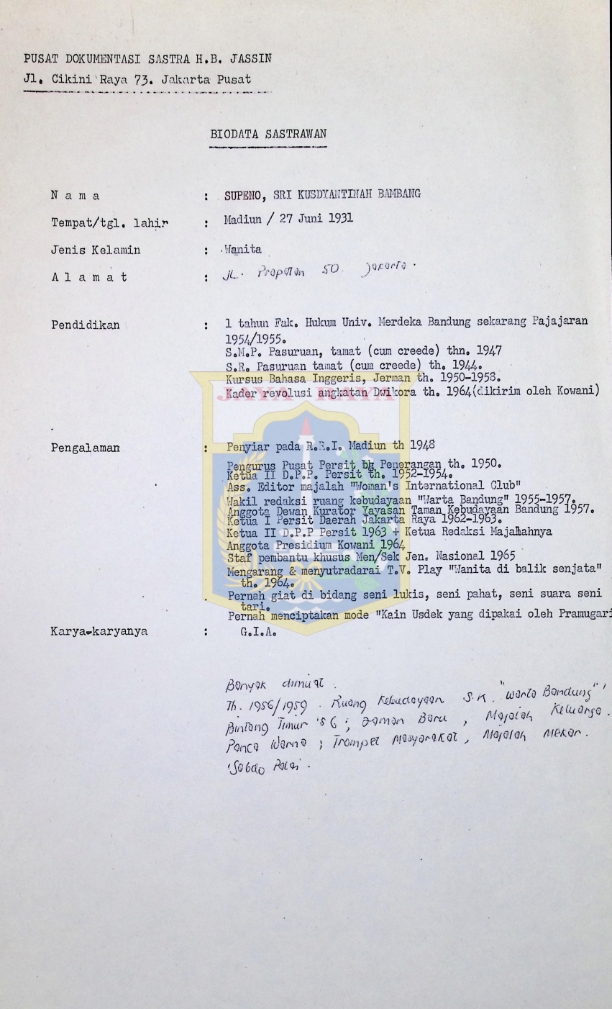 PUSAT DOKUMENTASI SASTRA H.B. JASSIN
Jl. Cikini Raya 73. Jakarta Pusat
BIODATA SASTRAWAN
N a m a : SUPENO, SRI KUSDYANTINAH BAMBANG
Tempat/tgl. lahir : Madiun / 27 Juni 1931
Jenis Kelamin : Wanita
A l a m a t : JL. Prapatan 50 Jakarta.
Pendidikan : 1 tahun Fak. Hukum Univ. Merdeka Bandung sekarang Pajajaran
1954/1955.
S.M.P. Pasuruan, tamat (cum creede) thn. 1947
S.R. Pasuruan tamat (cum creede) th. 1944.
Kursus Bahasa Inggeris, Jerman th. 1950-1958.
Kader revolusi angkatan Dwikora th. 1964(dikirim oleh Kowani)
JAYA RAYA
Pengalaman : Penyiar pada R.R.I. Madiun th 1948
Pengurus Pusat Persit bg Penerangan th. 1950.
Ketua II D.P.P. Persit th. 1952-1954.
Ass. Editor majalah "Woman's International Club"
Wakil redaksi ruang kebudayaan "Warta Bandung" 1955-1957.
Anggota Dewan Kurator Yayasan Taman Kebudayaan Bandung 1957.
Ketua I Persit Daerah Jakarta Raya 1962-1963.
Ketua II D.P.P Persit 1963 + Ketua Redaksi Majalahnya
Anggota Presidium Kowani 1964
Staf pembantu khusus Men/Sek Jen. Nasional 1965
Mengarang & menyutradarai T.V. Play "Wanita di balik senjata"
th. 1964.
Pernah giat di bidang seni lukis, seni pahat, seni suara seni
tari.
Pernah menciptakan mode "Kain Usdek yang dipakai oleh Pramugari
Karya-karyanya : G.I.A.
Banyak dimuat.
Th. 1956/1959. Ruang Kebudayaan S.K. "Warta Bandung",
Bintang Timur '56 ; Zaman Baru , Majalah Keluarga.
Panca Warna ; Trompet Masyarakat , Majalah Mekar.